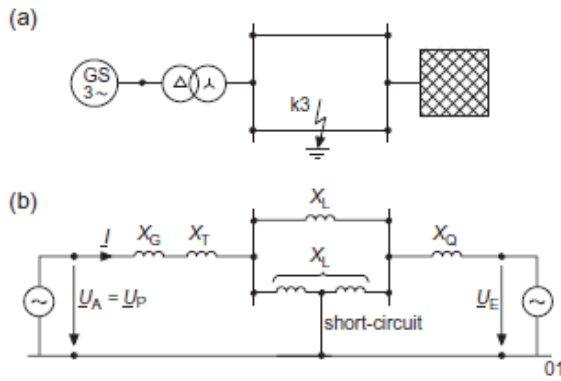 (a)
GS
3~
Δ
k3
(b)
X_L
I X_G X_T X_L X_Q
U_A = U_P
short-circuit
U_E
~
~
01